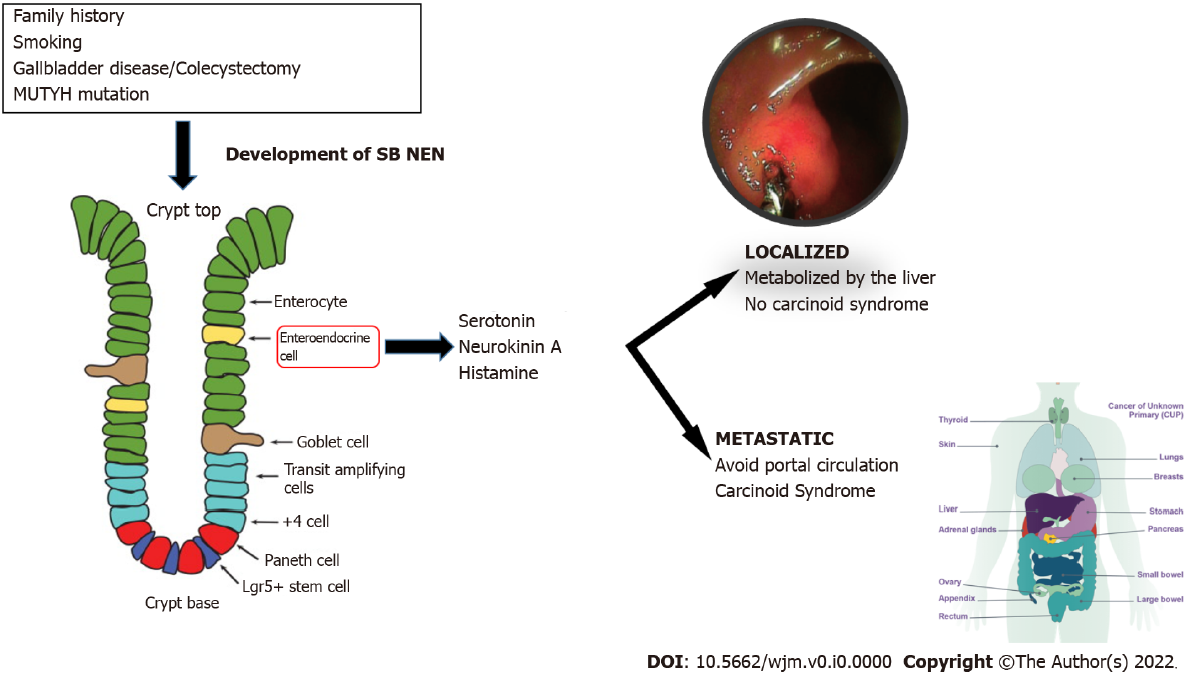 Family history
Smoking
Gallbladder disease/Colecystectomy
MUTYH mutation
Development of SB NEN
Crypt top
Enterocyte
Enteroendocrine
cell
Goblet cell
Transit amplifying
cells
+4 cell
Paneth cell
Lgr5+ stem cell
Crypt base
Serotonin
Neurokinin A
Histamine
LOCALIZED
Metabolized by the liver
No carcinoid syndrome
METASTATIC
Avoid portal circulation
Carcinoid Syndrome
Cancer of Unknown
Primary (CUP)
Thyroid
Skin
Lungs
Breasts
Liver
Stomach
Adrenal glands
Pancreas
Small bowel
Ovary
Appendix
Large bowel
Rectum
DOI: 10.5662/wjm.v0.i0.0000 Copyright ©The Author(s) 2022.